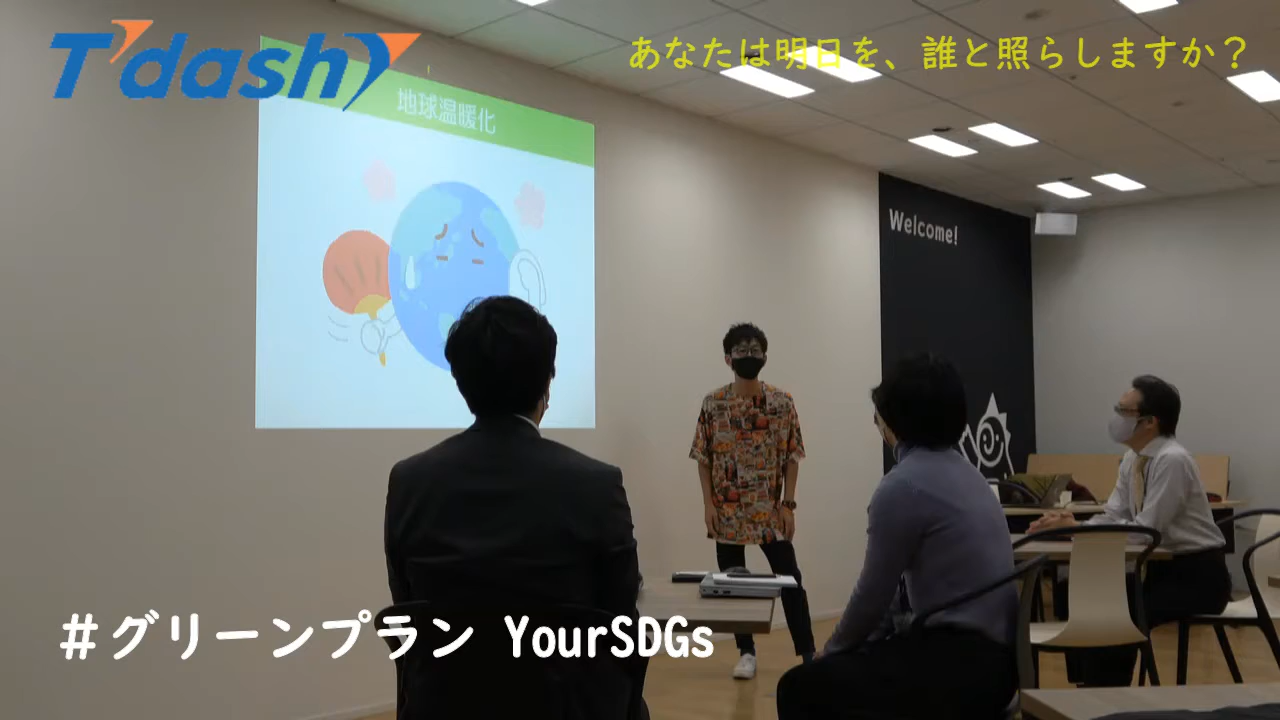 T'dash
あなたは明日を、誰と照らしますか？
地球温暖化
Welcome!
＃グリーンプラン YourSDGs